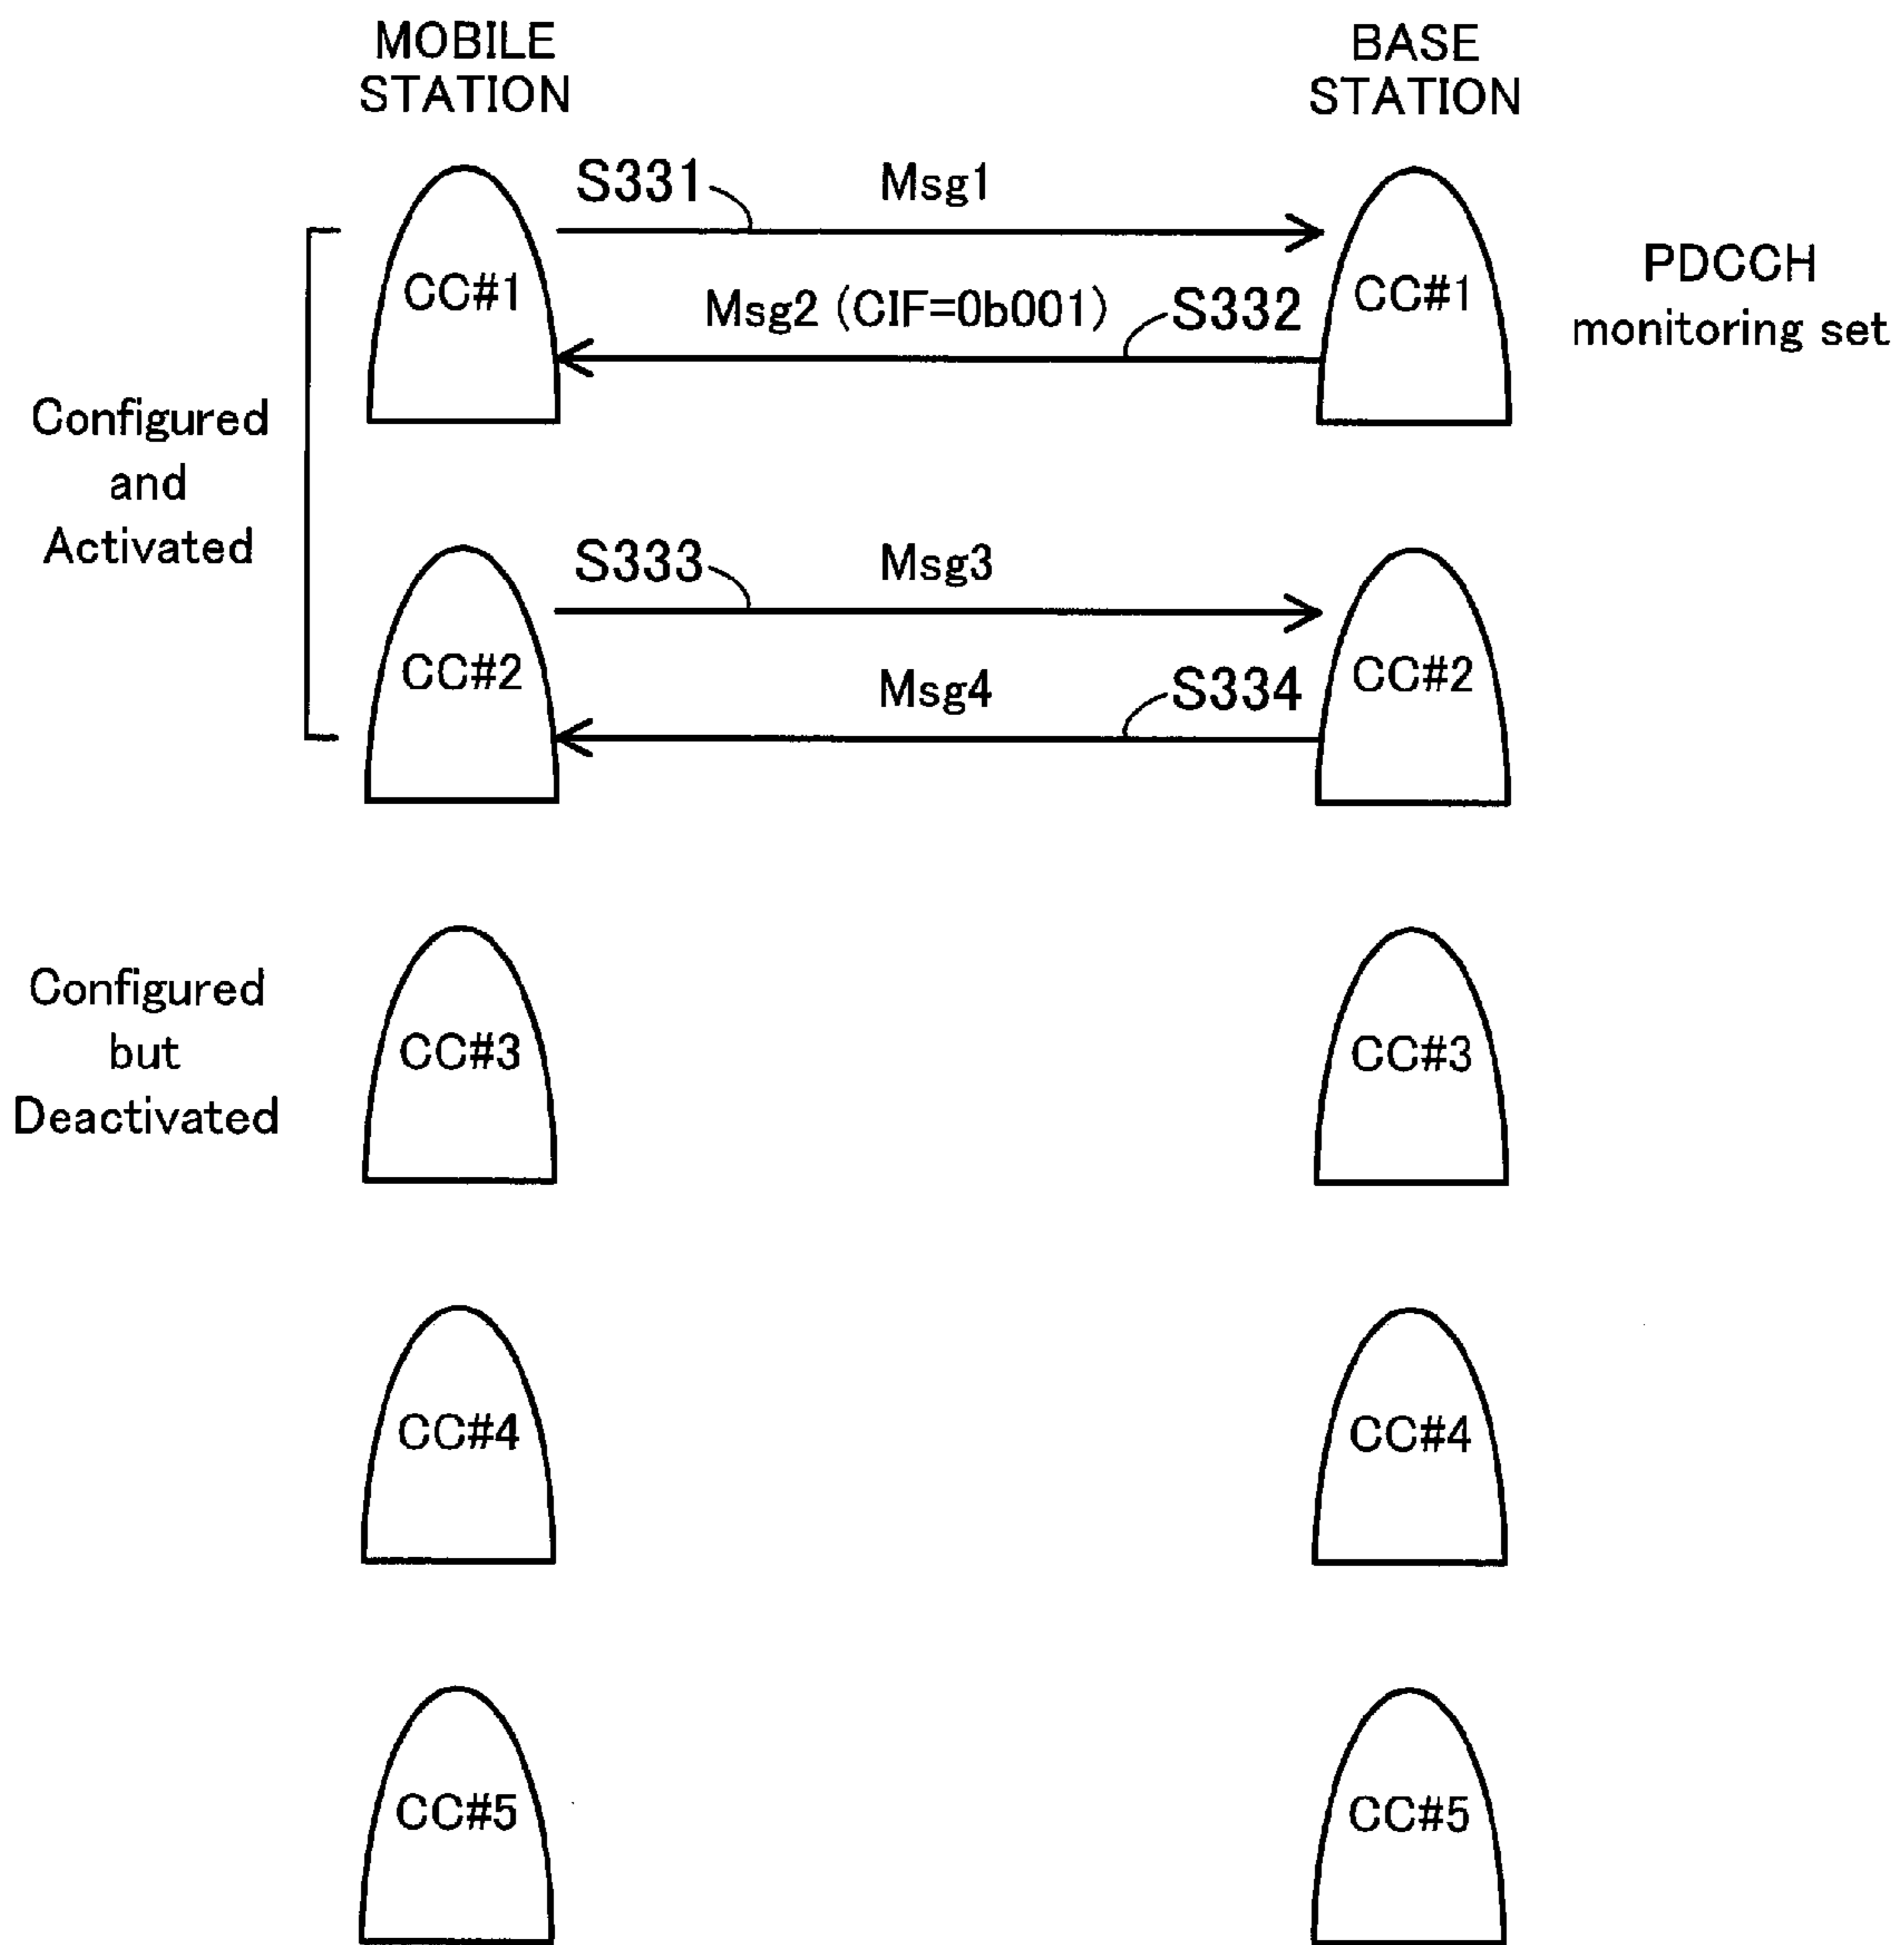 MOBILE
STATION
BASE
STATION
S331
Msg1
CC#1
Msg2 (CIF=0b001)
S332
CC#1
PDCCH
monitoring set
Configured
and
Activated
S333
Msg3
CC#2
Msg4
S334
CC#2
Configured
but
Deactivated
CC#3
CC#3
CC#4
CC#4
CC#5
CC#5